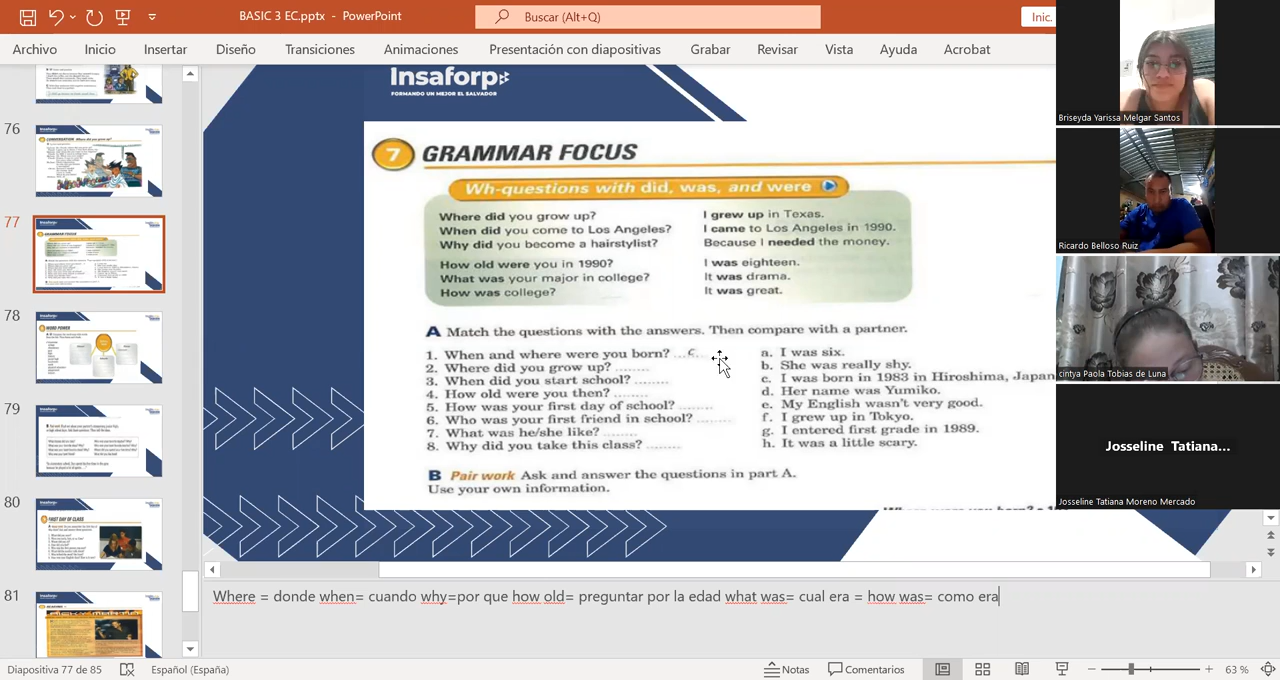 BASIC 3 EC.pptx - PowerPoint
Buscar (Alt+Q)
Inic.
Archivo Inicio Insertar Diseño Transiciones Animaciones Presentación con diapositivas Grabar Revisar Vista Ayuda Acrobat
76
77
78
79
80
81
Insaforp
FORMANDO UN MEJOR EL SALVADOR
7 GRAMMAR FOCUS
Wh-questions with did, was, and were
Where did you grow up? I grew up in Texas.
When did you come to Los Angeles? I came to Los Angeles in 1990.
Why did you become a hairstylist? Because I needed the money.
How old were you in 1990? I was eighteen.
What was your major in college? It was drama.
How was college? It was great.
A Match the questions with the answers. Then compare with a partner.
1. When and where were you born? ...c... a. I was six.
2. Where did you grow up? ........ b. She was really shy.
3. When did you start school? ........ c. I was born in 1983 in Hiroshima, Japan
4. How old were you then? ........ d. Her name was Yumiko.
5. How was your first day of school? ........ e. My English wasn't very good.
6. Who was your first friend in school? ........ f. I grew up in Tokyo.
7. What was he/she like? ........ g. I entered first grade in 1989.
8. Why did you take this class? ........ h. It was a little scary.
B Pair work Ask and answer the questions in part A.
Use your own information.
Where = donde when= cuando why=por que how old= preguntar por la edad what was= cual era = how was= como era
Diapositiva 77 de 85 Español (España) Notas Comentarios 63 %
Briseyda Yarissa Melgar Santos
Ricardo Belloso Ruiz
cintya Paola Tobias de Luna
Josseline Tatiana...
Josseline Tatiana Moreno Mercado